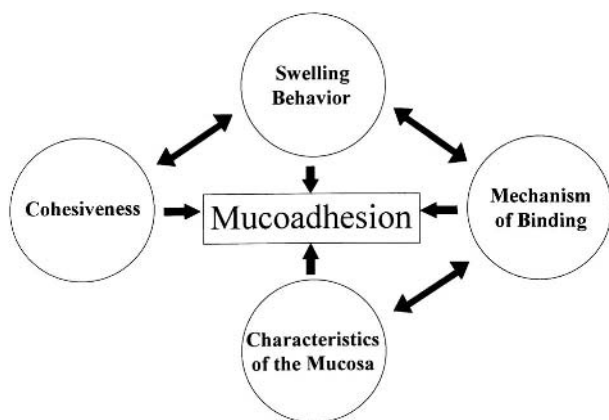 Swelling
Behavior
Cohesiveness
Mucoadhesion
Mechanism
of Binding
Characteristics
of the Mucosa